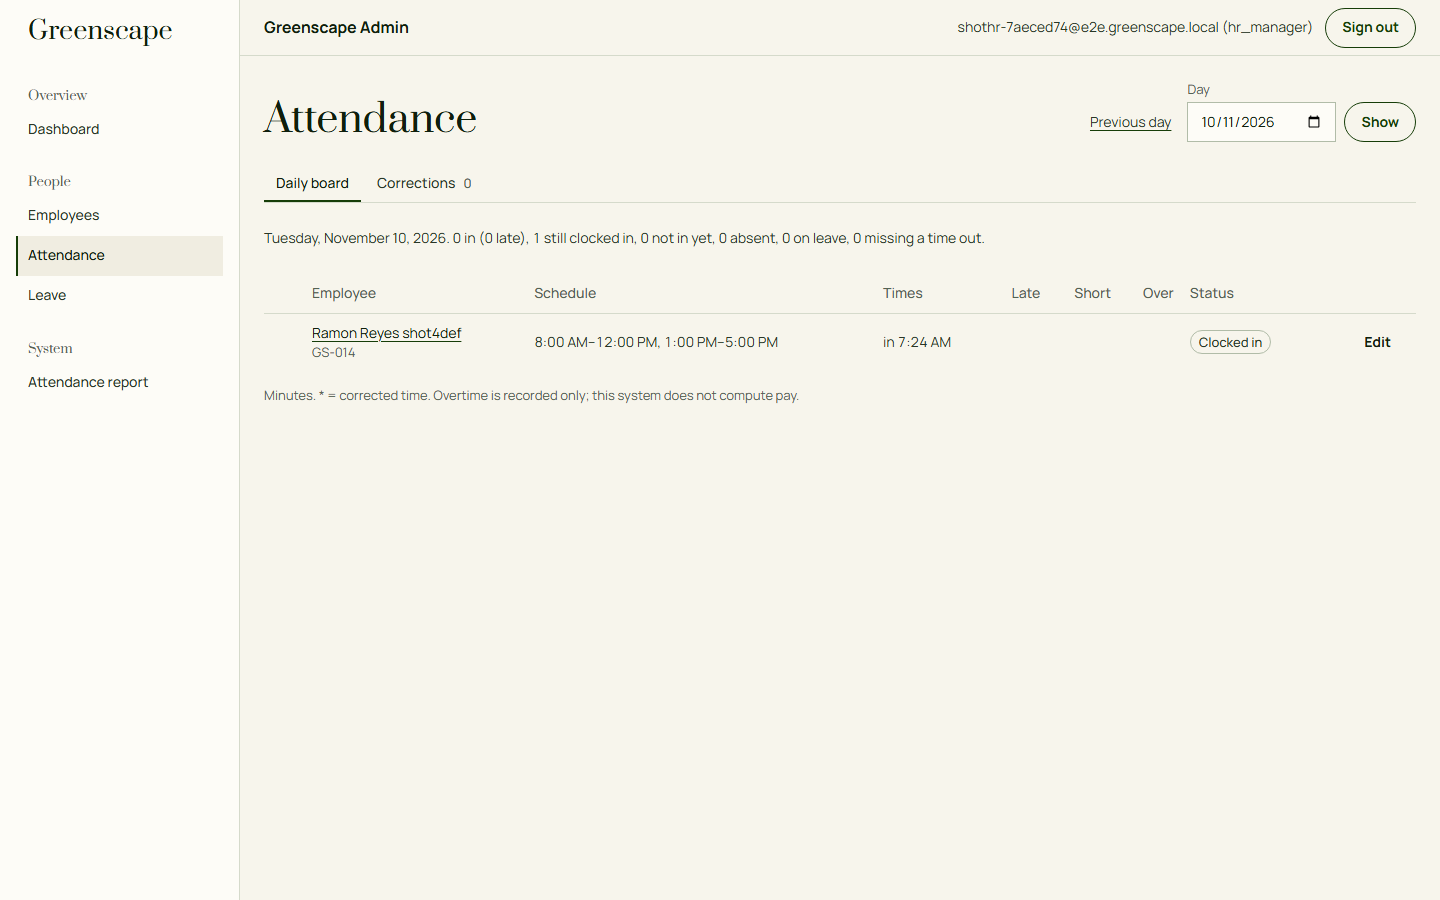 Greenscape
Overview
Dashboard
People
Employees
Attendance
Leave
System
Attendance report
Greenscape Admin
shothr-7aeced74@e2e.greenscape.local (hr_manager)
Sign out
Attendance
Previous day
Day
10/11/2026
Show
Daily board
Corrections 0
Tuesday, November 10, 2026. 0 in (0 late), 1 still clocked in, 0 not in yet, 0 absent, 0 on leave, 0 missing a time out.
Employee Schedule Times Late Short Over Status
Ramon Reyes shot4def 8:00 AM–12:00 PM, 1:00 PM–5:00 PM in 7:24 AM Clocked in Edit
GS-014
Minutes. * = corrected time. Overtime is recorded only; this system does not compute pay.